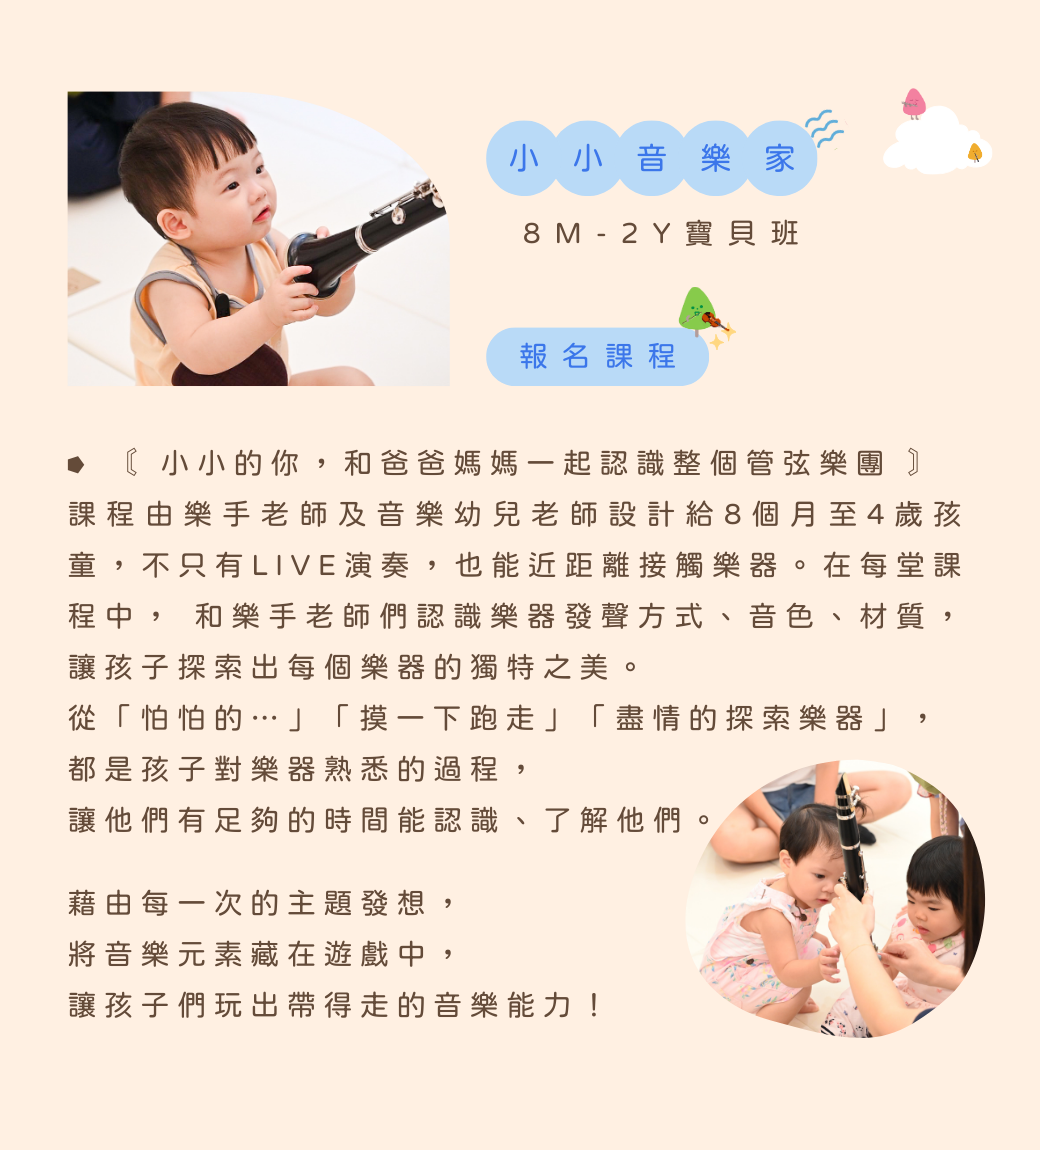 小小音樂家
8M-2Y寶貝班
報名課程
〖 小小的你，和爸爸媽媽一起認識整個管弦樂團 〗
課程由樂手老師及音樂幼兒老師設計給8個月至4歲孩
童，不只有LIVE演奏，也能近距離接觸樂器。在每堂課
程中， 和樂手老師們認識樂器發聲方式、音色、材質，
讓孩子探索出每個樂器的獨特之美。
從「怕怕的…」「摸一下跑走」「盡情的探索樂器」，
都是孩子對樂器熟悉的過程，
讓他們有足夠的時間能認識、了解他們。
藉由每一次的主題發想，
將音樂元素藏在遊戲中，
讓孩子們玩出帶得走的音樂能力！